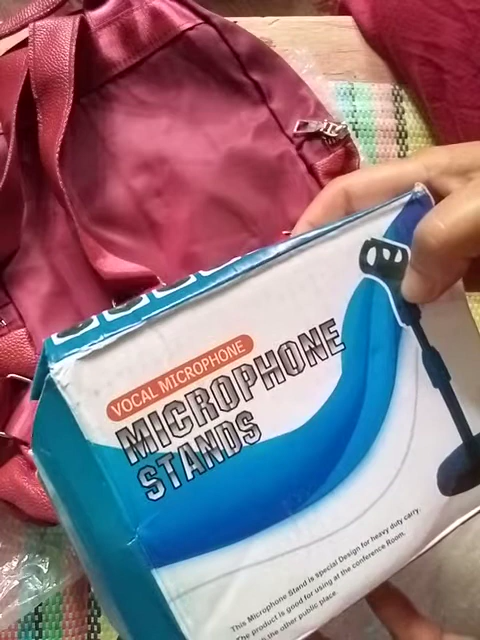 VOCAL MICROPHONE
MICROPHONE
STANDS
This Microphone Stand is special Design for heavy duty carry.
The product is good for using at the conference Room.
the other public place.